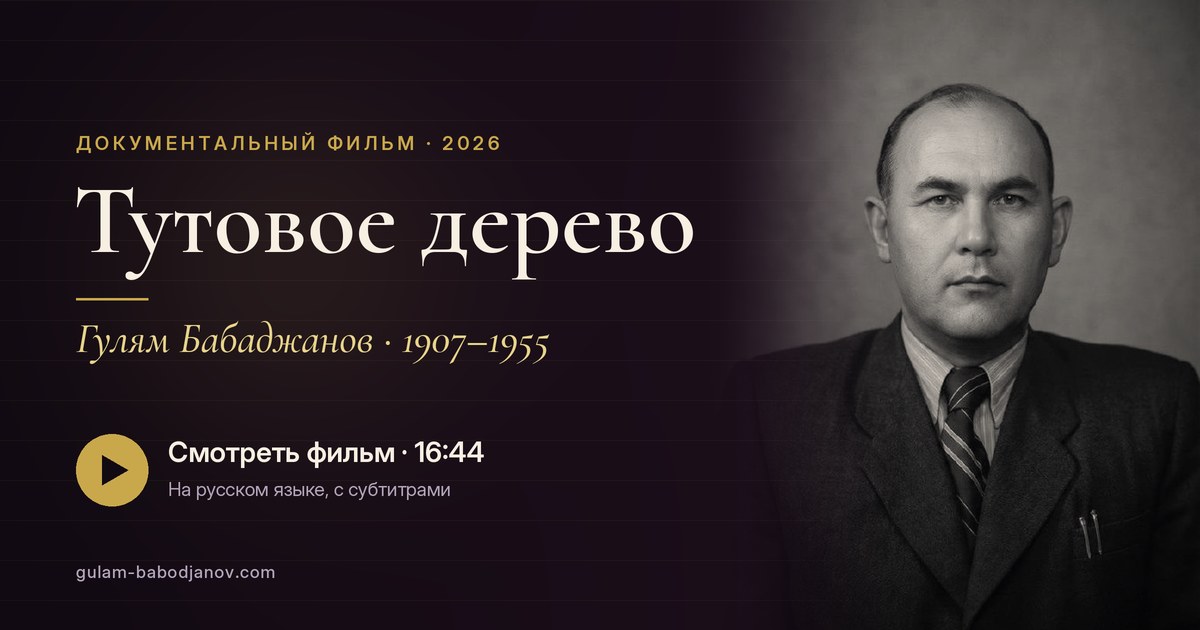 ДОКУМЕНТАЛЬНЫЙ ФИЛЬМ · 2026
Тутовое дерево
Гулям Бабаджанов · 1907–1955
Смотреть фильм · 16:44
На русском языке, с субтитрами
gulam-babodjanov.com